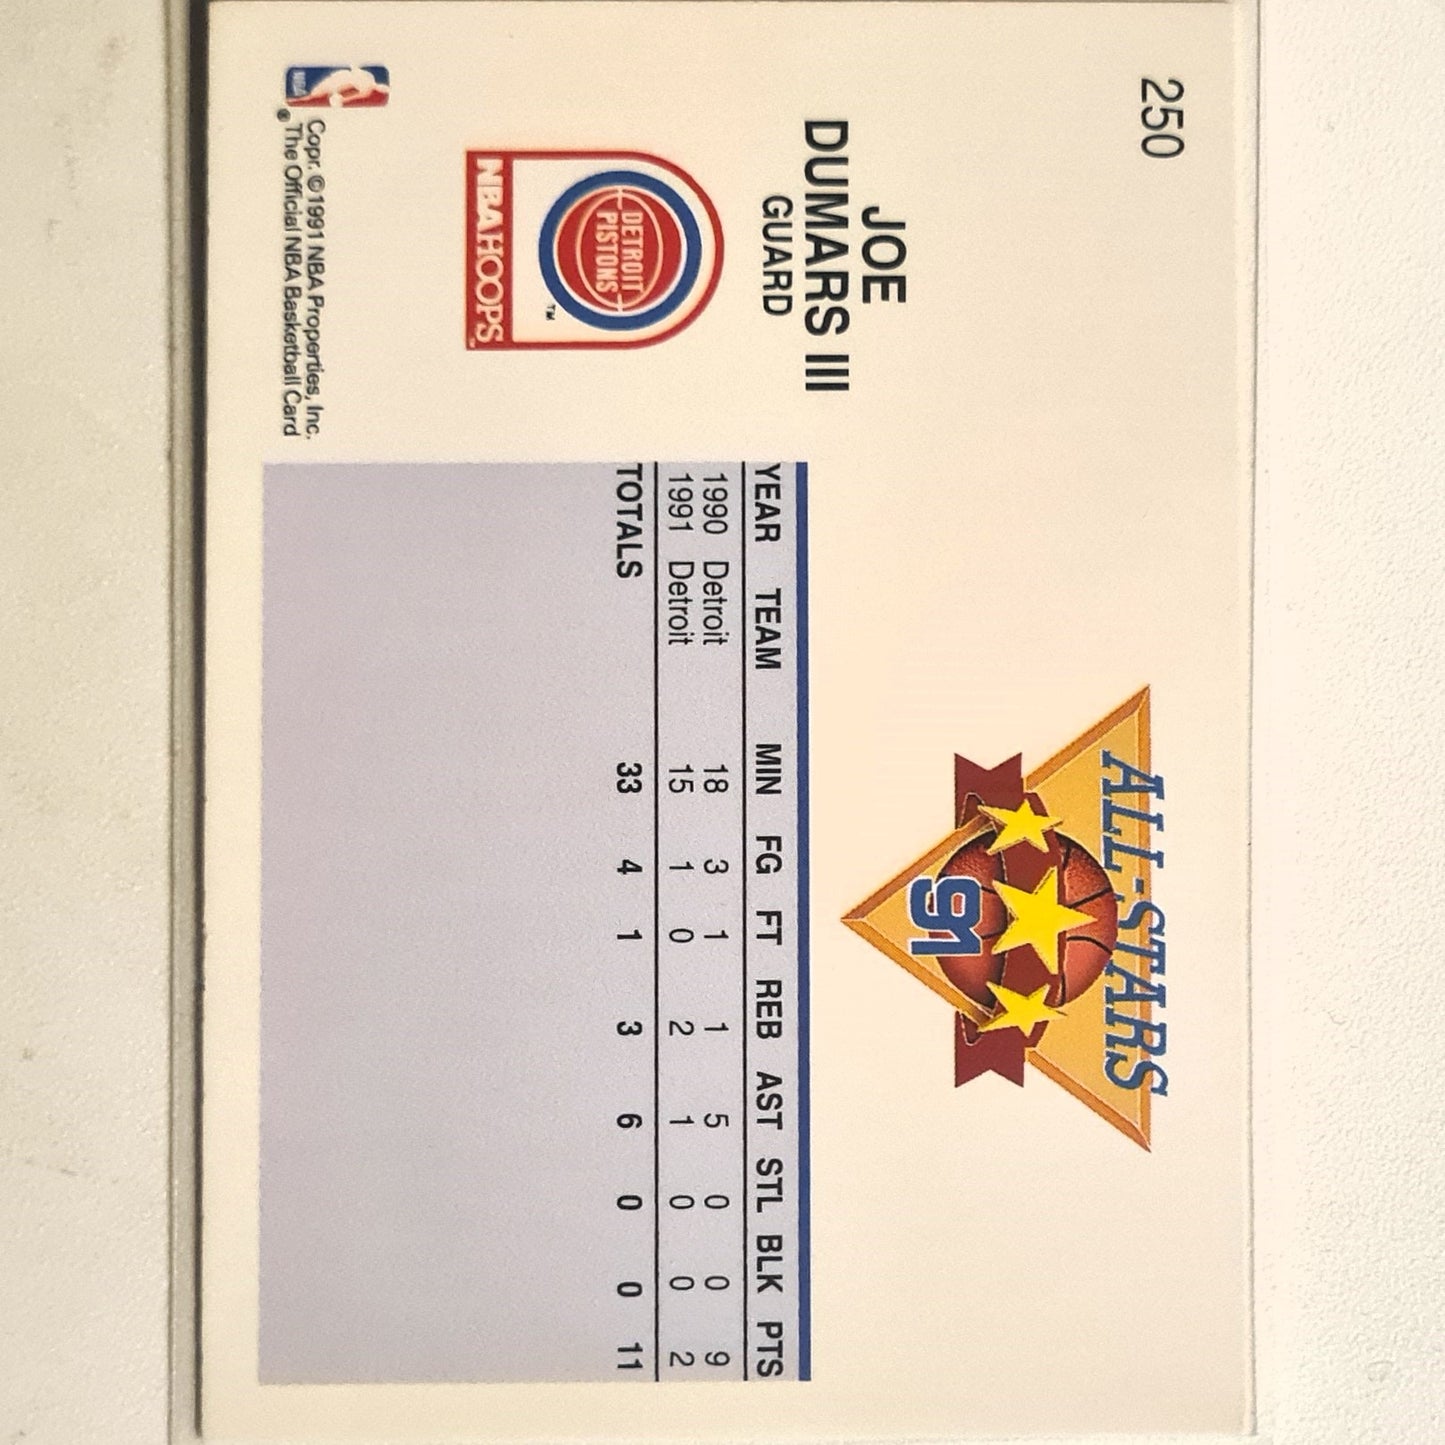 250
ALL-STARS
91
JOE
DUMARS III
GUARD
DETROIT
PISTONS
™
NBA HOOPS™
NBA
®
Copr. ©1991 NBA Properties, Inc.
The Official NBA Basketball Card
YEAR TEAM MIN FG FT REB AST STL BLK PTS
1990 Detroit 18 3 1 1 5 0 0 9
1991 Detroit 15 1 0 2 1 0 0 2
TOTALS 33 4 1 3 6 0 0 11